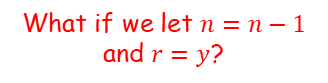 What if we let n = n − 1
and r = y?